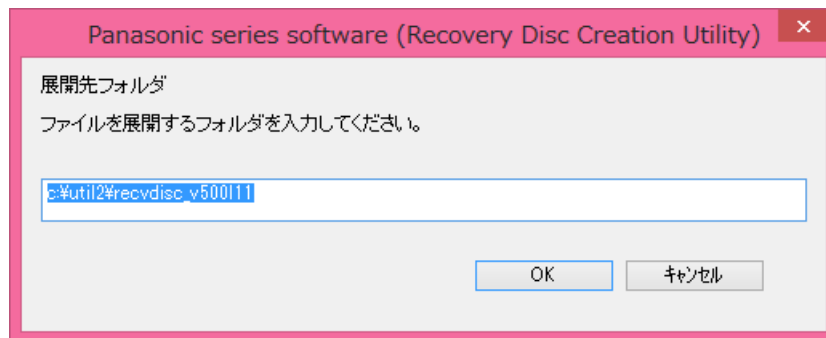 Panasonic series software (Recovery Disc Creation Utility)
展開先フォルダ
ファイルを展開するフォルダを入力してください。
c:¥util2¥recvdisc_v500l11
OK
キャンセル